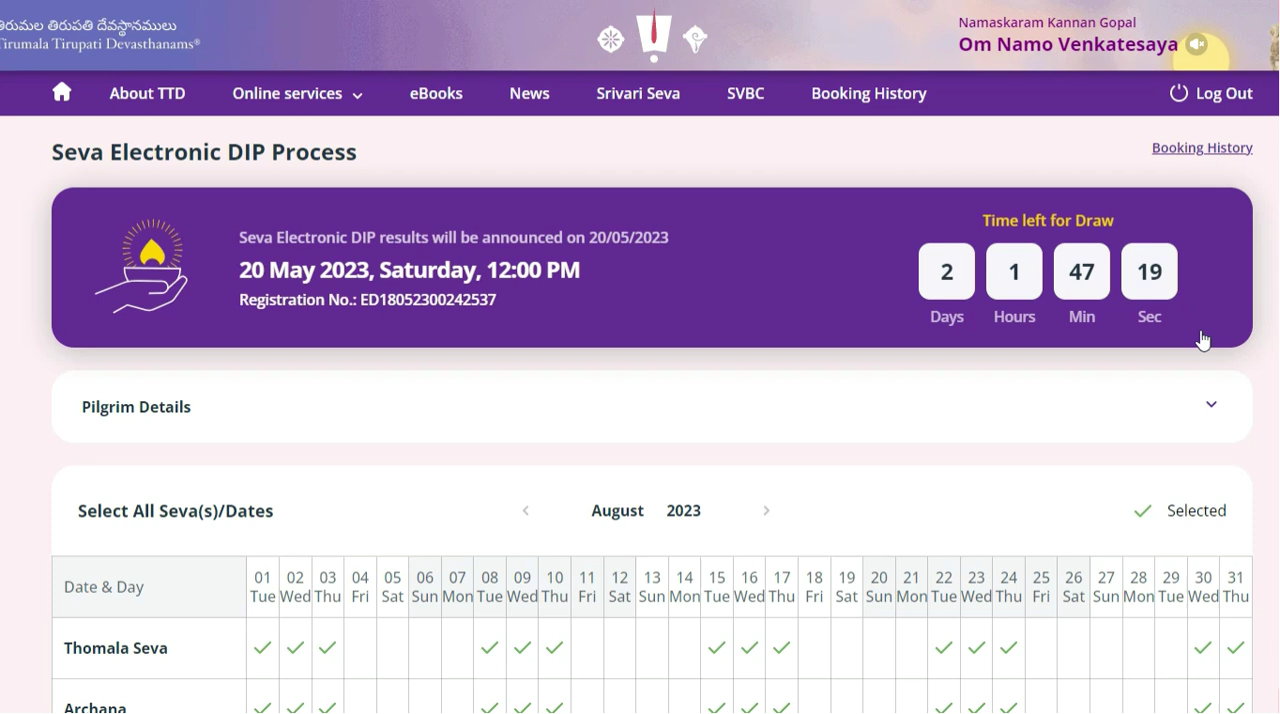 తిరుమల తిరుపతి దేవస్థానములు
Tirumala Tirupati Devasthanams®
Namaskaram Kannan Gopal
Om Namo Venkatesaya
About TTD Online services eBooks News Srivari Seva SVBC Booking History Log Out
Seva Electronic DIP Process
Booking History
Seva Electronic DIP results will be announced on 20/05/2023
20 May 2023, Saturday, 12:00 PM
Registration No.: ED18052300242537
Time left for Draw
2 1 47 19
Days Hours Min Sec
Pilgrim Details
Select All Seva(s)/Dates August 2023 Selected
Date & Day
01 02 03 04 05 06 07 08 09 10 11 12 13 14 15 16 17 18 19 20 21 22 23 24 25 26 27 28 29 30 31
Tue Wed Thu Fri Sat Sun Mon Tue Wed Thu Fri Sat Sun Mon Tue Wed Thu Fri Sat Sun Mon Tue Wed Thu Fri Sat Sun Mon Tue Wed Thu
Thomala Seva
Archana